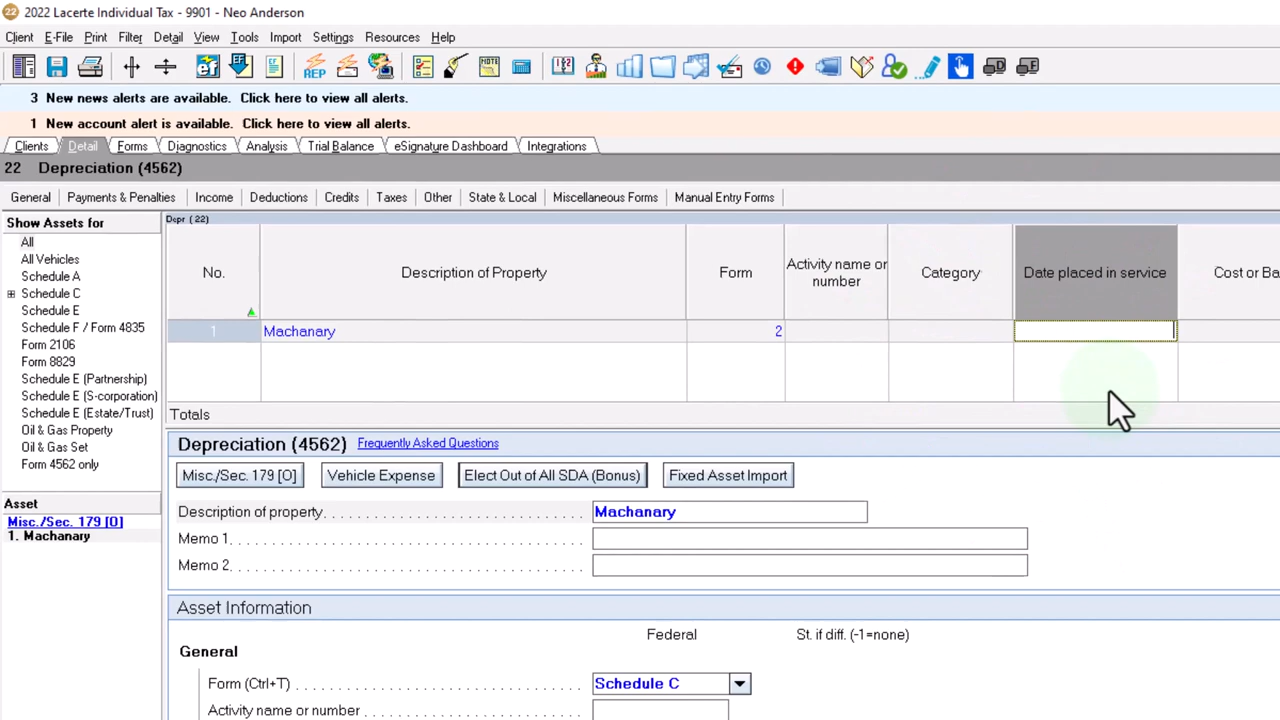 22 2022 Lacerte Individual Tax - 9901 - Neo Anderson
Client E-File Print Filter Detail View Tools Import Settings Resources Help
3 New news alerts are available. Click here to view all alerts.
1 New account alert is available. Click here to view all alerts.
Clients Detail Forms Diagnostics Analysis Trial Balance eSignature Dashboard Integrations
22 Depreciation (4562)
General Payments & Penalties Income Deductions Credits Taxes Other State & Local Miscellaneous Forms Manual Entry Forms
Show Assets for
All
All Vehicles
Schedule A
Schedule C
Schedule E
Schedule F / Form 4835
Form 2106
Form 8829
Schedule E (Partnership)
Schedule E (S-corporation)
Schedule E (Estate/Trust)
Oil & Gas Property
Oil & Gas Set
Form 4562 only
Asset
Misc./Sec. 179 [O]
1. Machanary
Depr (22)
No. Description of Property Form Activity name or number Category Date placed in service Cost or Ba
1 Machanary 2
Totals
Depreciation (4562) Frequently Asked Questions
Misc./Sec. 179 [O] Vehicle Expense Elect Out of All SDA (Bonus) Fixed Asset Import
Description of property Machanary
Memo 1
Memo 2
Asset Information
Federal St. if diff. (-1=none)
General
Form (Ctrl+T) Schedule C
Activity name or number